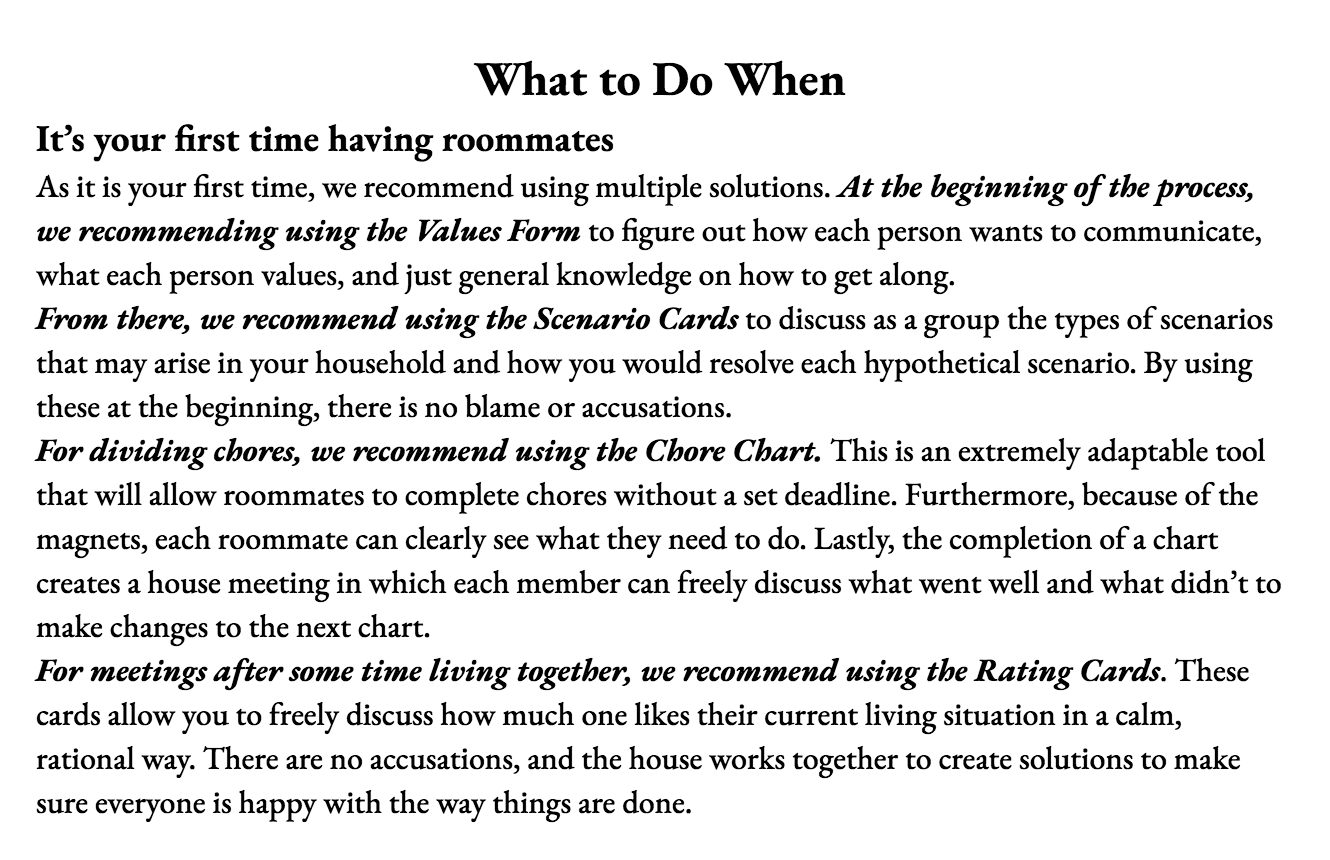 What to Do When
It’s your first time having roommates
As it is your first time, we recommend using multiple solutions. At the beginning of the process,
we recommending using the Values Form to figure out how each person wants to communicate,
what each person values, and just general knowledge on how to get along.
From there, we recommend using the Scenario Cards to discuss as a group the types of scenarios
that may arise in your household and how you would resolve each hypothetical scenario. By using
these at the beginning, there is no blame or accusations.
For dividing chores, we recommend using the Chore Chart. This is an extremely adaptable tool
that will allow roommates to complete chores without a set deadline. Furthermore, because of the
magnets, each roommate can clearly see what they need to do. Lastly, the completion of a chart
creates a house meeting in which each member can freely discuss what went well and what didn’t to
make changes to the next chart.
For meetings after some time living together, we recommend using the Rating Cards. These
cards allow you to freely discuss how much one likes their current living situation in a calm,
rational way. There are no accusations, and the house works together to create solutions to make
sure everyone is happy with the way things are done.